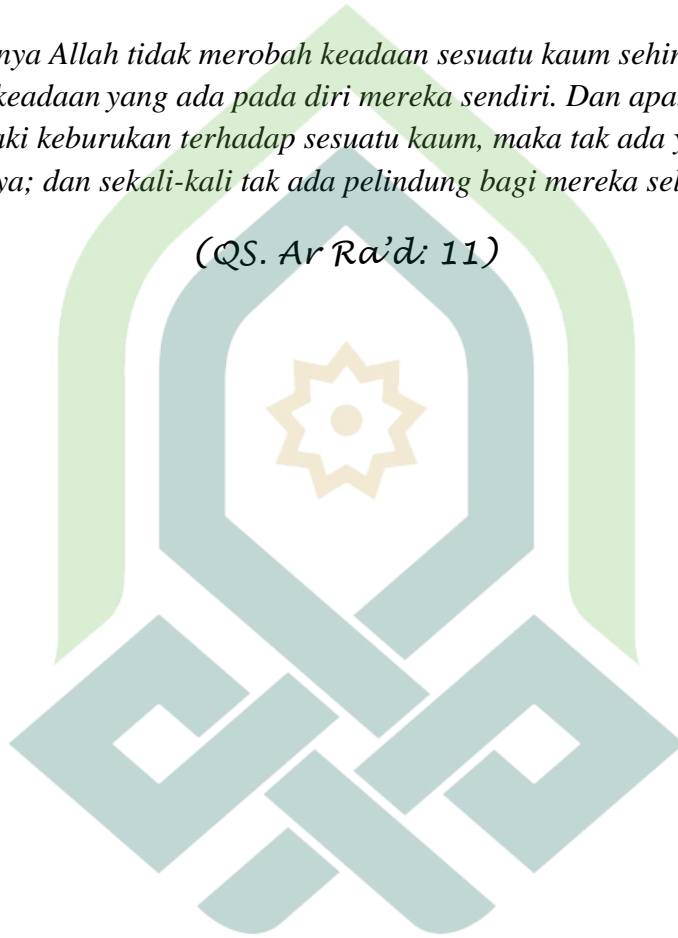 nya Allah tidak merobah keadaan sesuatu kaum sehin
keadaan yang ada pada diri mereka sendiri. Dan apa
ki keburukan terhadap sesuatu kaum, maka tak ada
ya; dan sekali-kali tak ada pelindung bagi mereka sel
(QS. Ar Ra'd: 11)